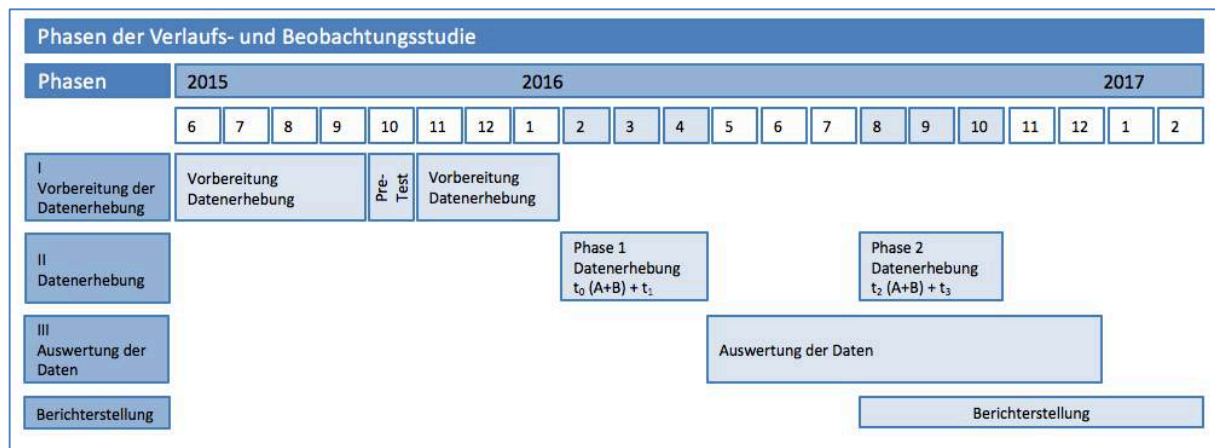 Phasen der Verlaufs- und Beobachtungsstudie
Phasen 2015 2016 2017
6 7 8 9 10 11 12 1 2 3 4 5 6 7 8 9 10 11 12 1 2
I
Vorbereitung der
Datenerhebung
Vorbereitung
Datenerhebung
Pre-
Test
Vorbereitung
Datenerhebung
II
Datenerhebung
Phase 1
Datenerhebung
t₀ (A+B) + t₁
Phase 2
Datenerhebung
t₂ (A+B) + t₃
III
Auswertung der
Daten
Auswertung der Daten
Berichterstellung
Berichterstellung